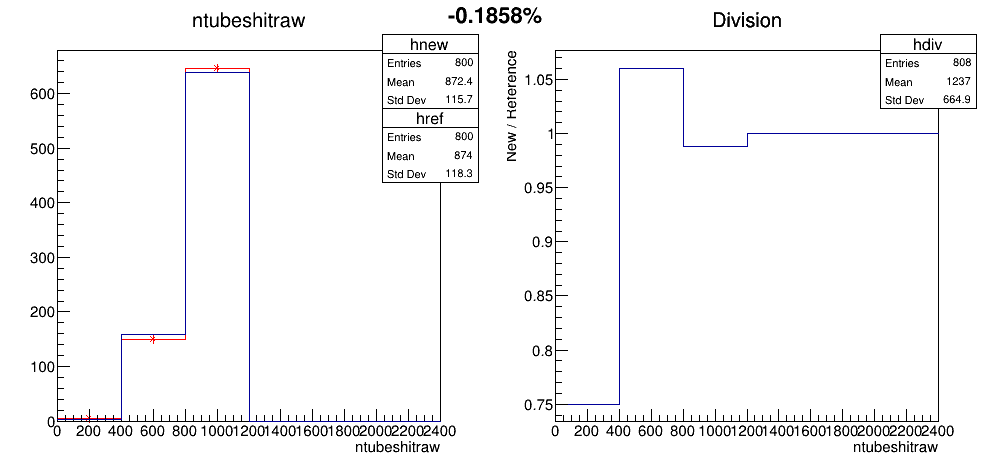 -0.1858%
ntubeshitraw
hnew
Entries 800
Mean 872.4
Std Dev 115.7
href
Entries 800
Mean 874
Std Dev 118.3
600
500
400
300
200
100
0
0 200 400 600 800 1000 1200 1400 1600 1800 2000 2200 2400
ntubeshitraw
Division
hdiv
Entries 808
Mean 1237
Std Dev 664.9
New / Reference
1.05
1
0.95
0.9
0.85
0.8
0.75
0 200 400 600 800 1000 1200 1400 1600 1800 2000 2200 2400
ntubeshitraw